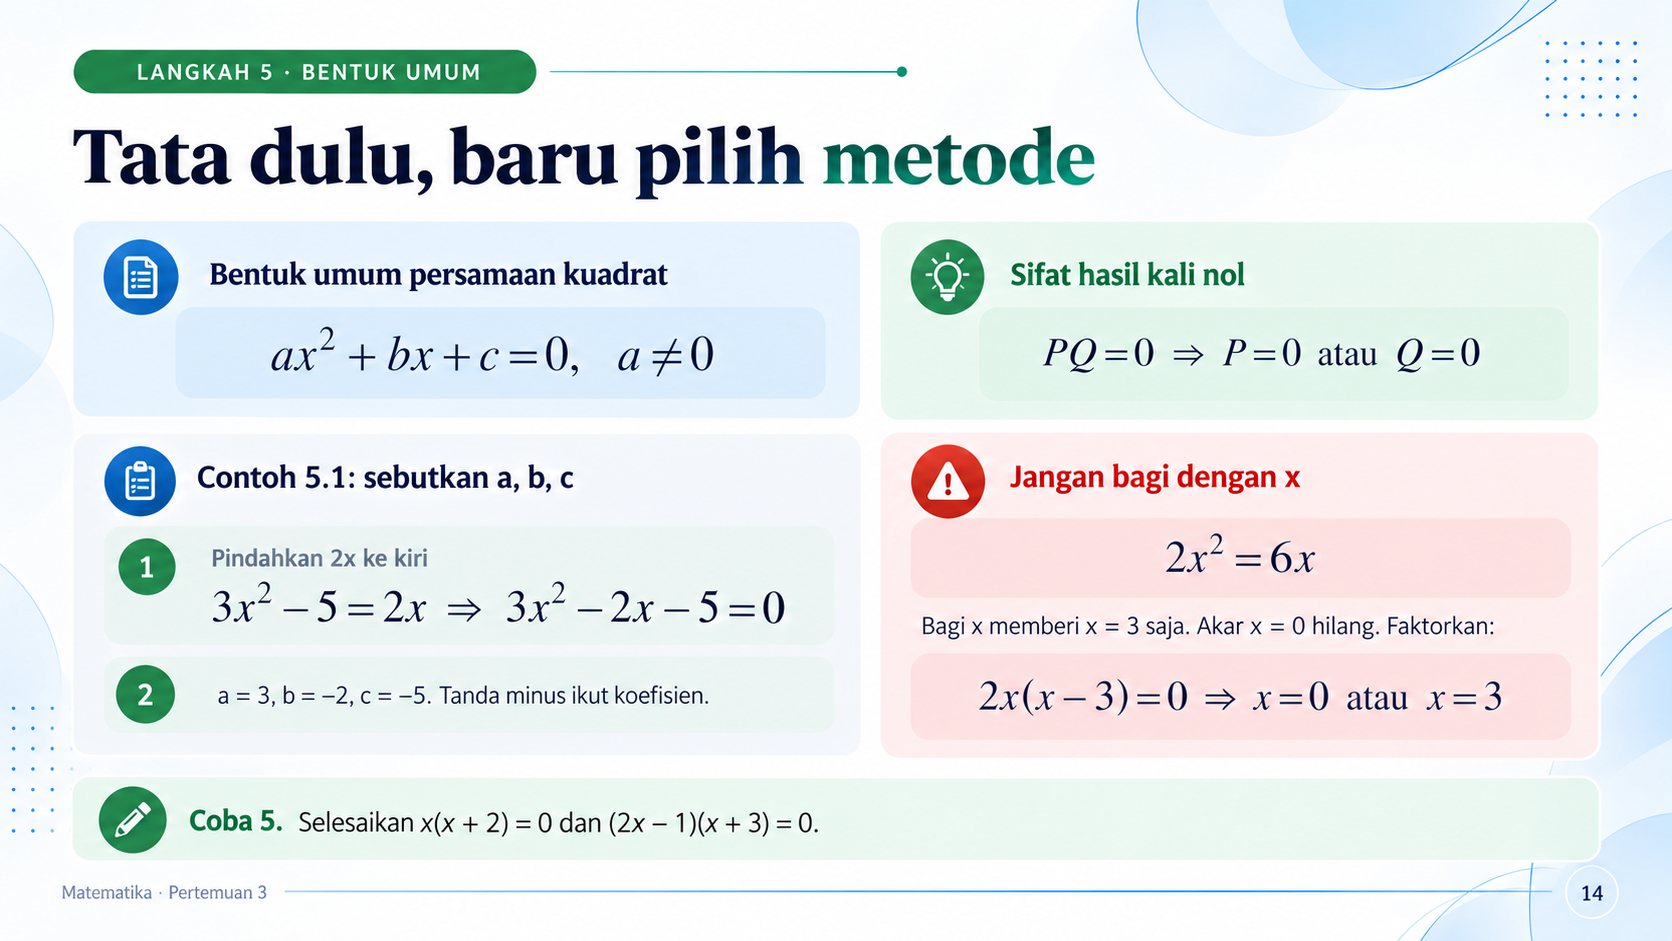 LANGKAH 5 · BENTUK UMUM
Tata dulu, baru pilih metode
Bentuk umum persamaan kuadrat
ax² + bx + c = 0, a ≠ 0
Sifat hasil kali nol
PQ = 0 ⇒ P = 0 atau Q = 0
Contoh 5.1: sebutkan a, b, c
1
Pindahkan 2x ke kiri
3x² − 5 = 2x ⇒ 3x² − 2x − 5 = 0
2
a = 3, b = −2, c = −5. Tanda minus ikut koefisien.
Jangan bagi dengan x
2x² = 6x
Bagi x memberi x = 3 saja. Akar x = 0 hilang. Faktorkan:
2x(x − 3) = 0 ⇒ x = 0 atau x = 3
Coba 5. Selesaikan x(x + 2) = 0 dan (2x − 1)(x + 3) = 0.
Matematika · Pertemuan 3
14